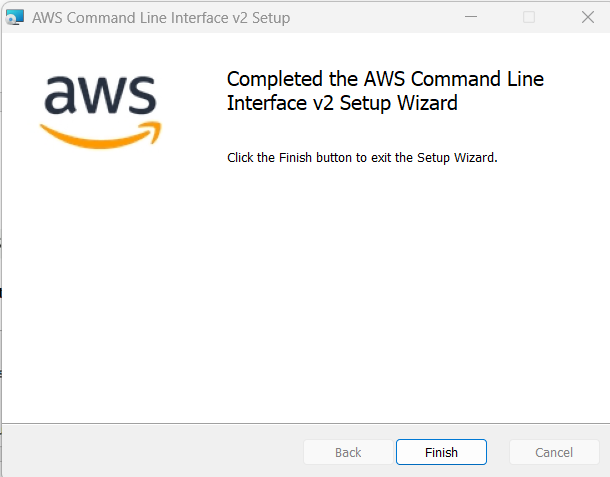 AWS Command Line Interface v2 Setup
aws
Completed the AWS Command Line
Interface v2 Setup Wizard
Click the Finish button to exit the Setup Wizard.
Back
Finish
Cancel